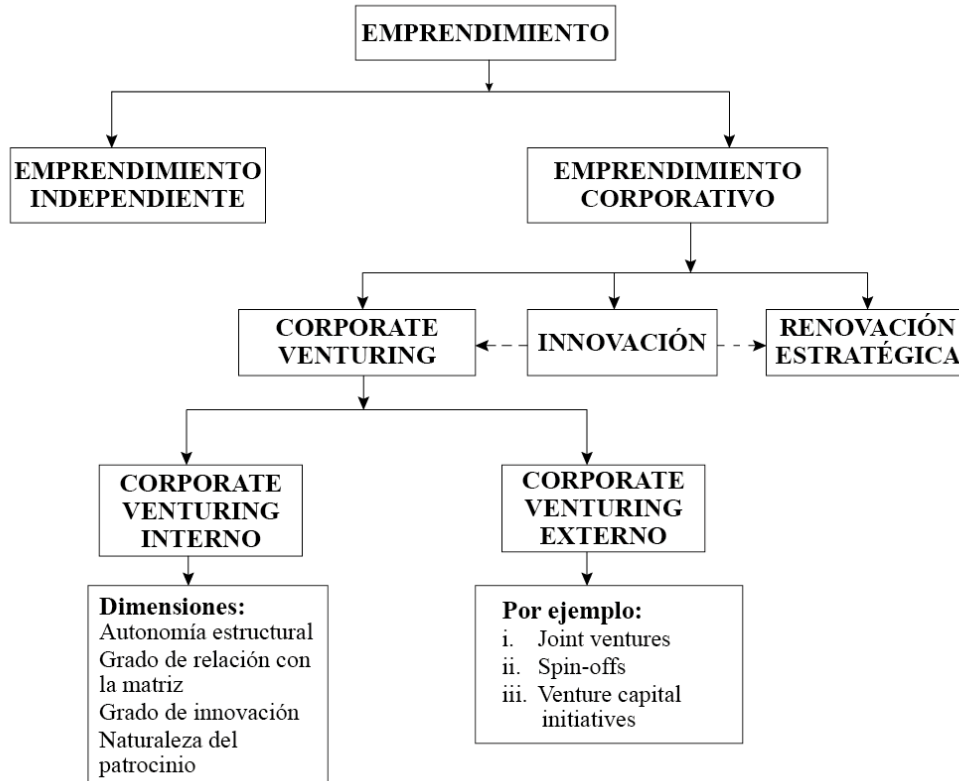 EMPRENDIMIENTO
EMPRENDIMIENTO
INDEPENDIENTE
EMPRENDIMIENTO
CORPORATIVO
CORPORATE
VENTURING
INNOVACIÓN
RENOVACIÓN
ESTRATÉGICA
CORPORATE
VENTURING
INTERNO
CORPORATE
VENTURING
EXTERNO
Dimensiones:
Autonomía estructural
Grado de relación con
la matriz
Grado de innovación
Naturaleza del
patrocinio
Por ejemplo:
i. Joint ventures
ii. Spin-offs
iii. Venture capital
initiatives